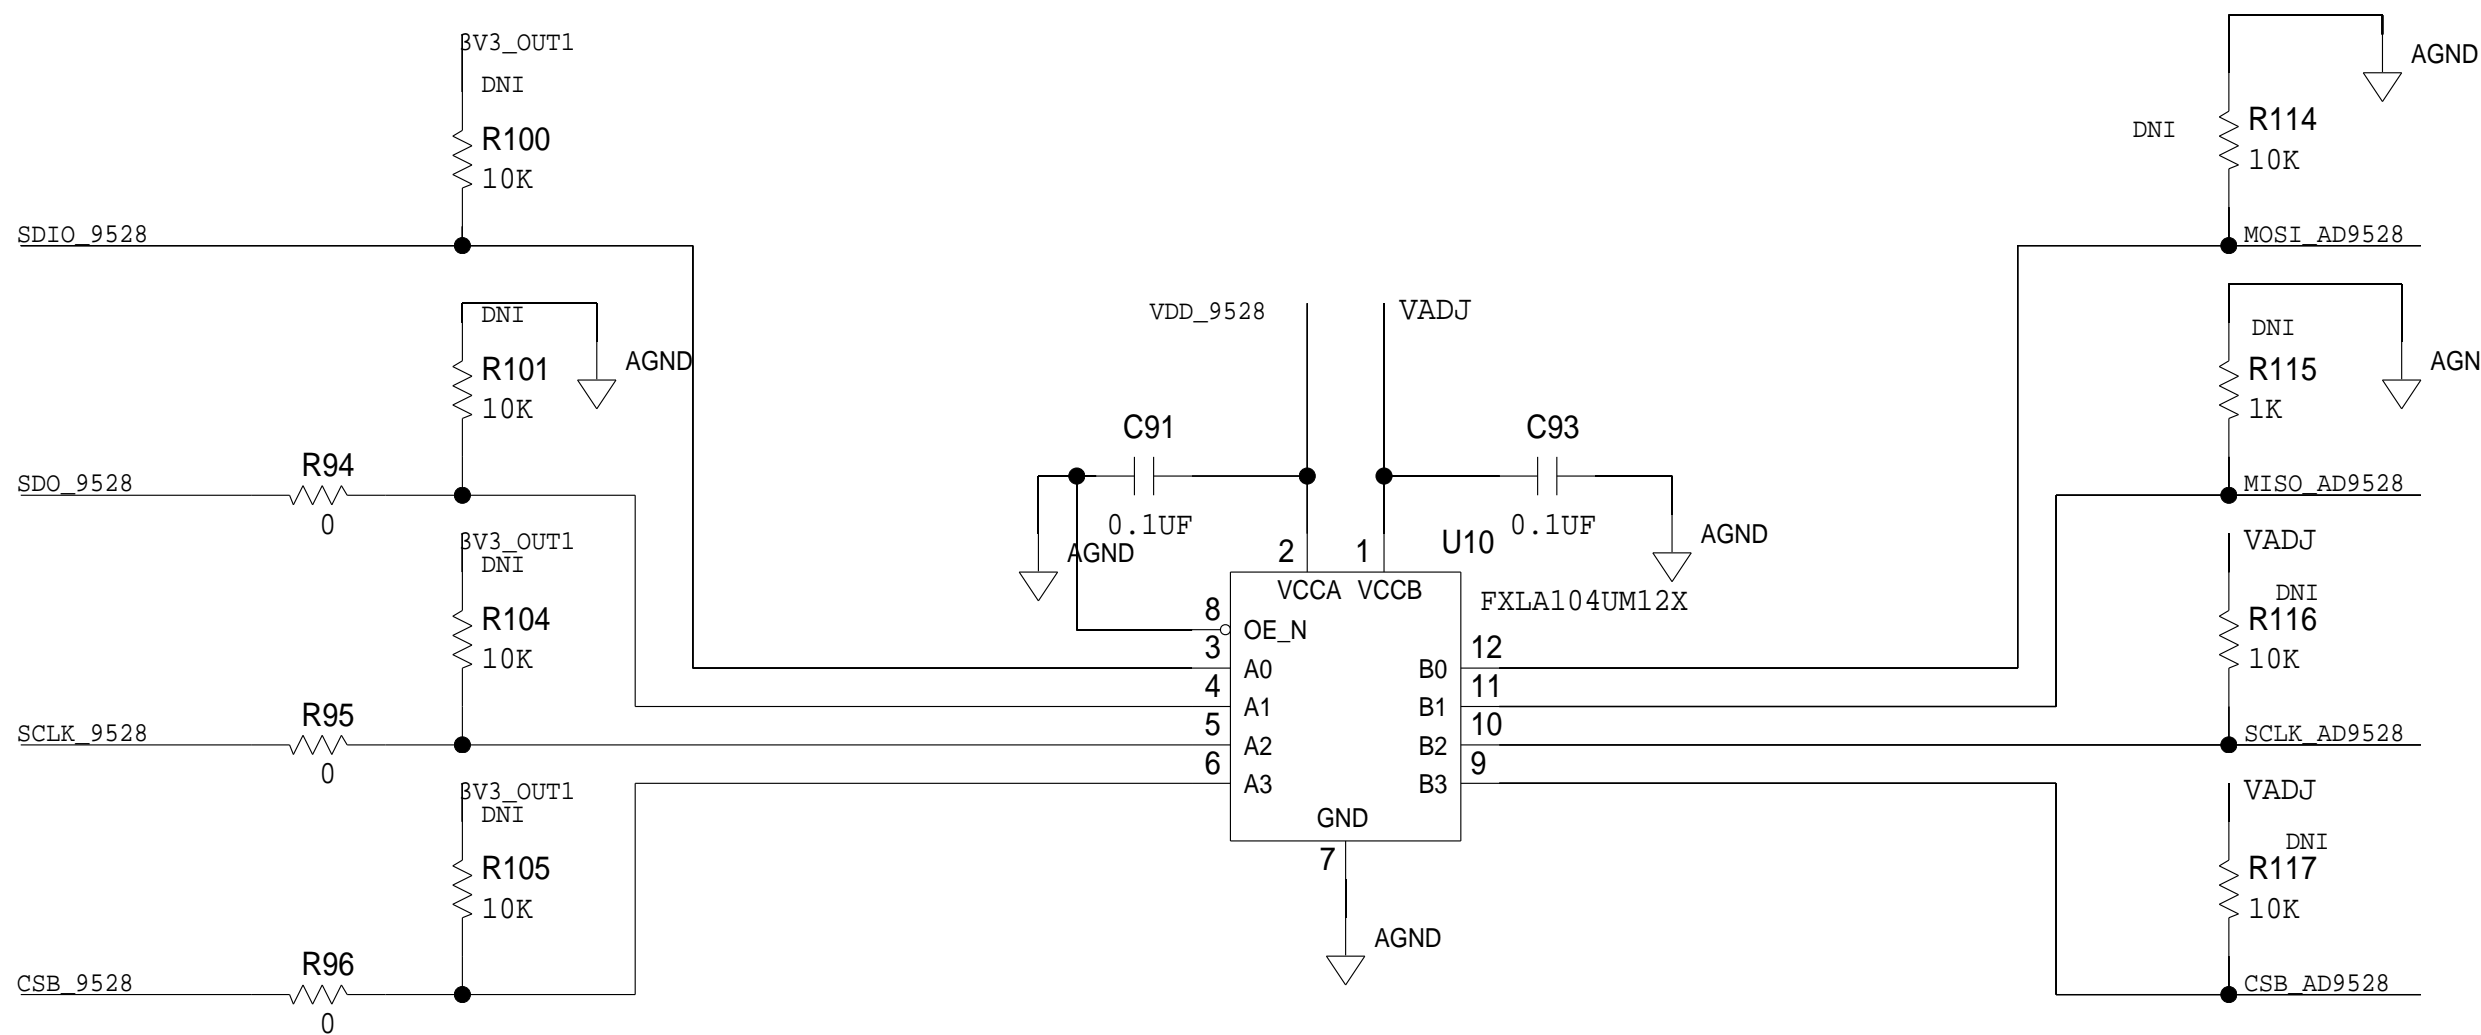 3V3_OUT1
DNI
R100
10K
SDIO_9528
DNI
R101
10K
AGND
R94
SDO_9528
0
3V3_OUT1
DNI
R104
10K
R95
SCLK_9528
0
3V3_OUT1
DNI
R105
10K
R96
CSB_9528
0
VDD_9528
VADJ
C91
0.1UF
AGND
C93
0.1UF
AGND
2
1
U10
VCCA
VCCB
FXLA104UM12X
8
OE_N
3
A0
4
A1
5
A2
6
A3
12
B0
11
B1
10
B2
9
B3
GND
7
AGND
AGND
DNI
R114
10K
MOSI_AD9528
DNI
R115
1K
AGN
MISO_AD9528
VADJ
DNI
R116
10K
SCLK_AD9528
VADJ
DNI
R117
10K
CSB_AD9528